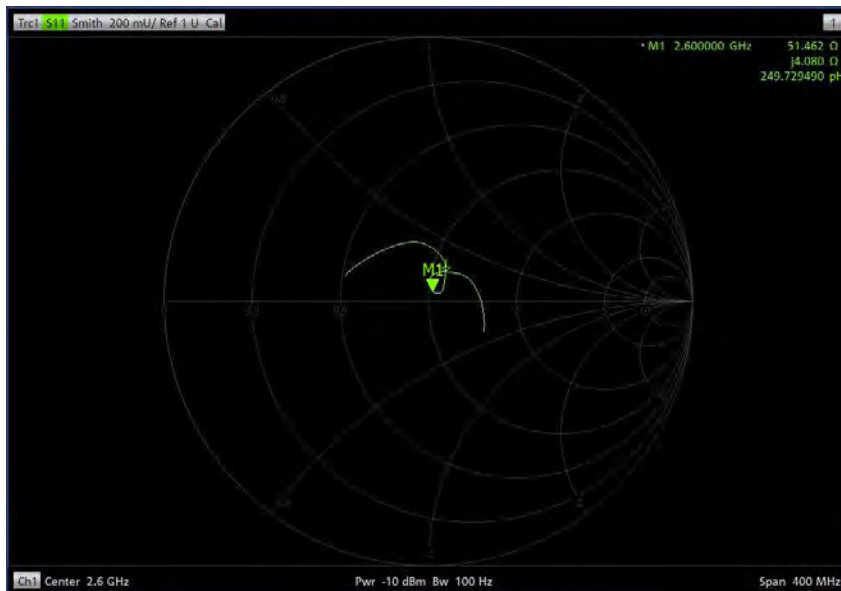 Trc1 S11 Smith 200 mU/ Ref 1 U Cal
1
• M1 2.600000 GHz 51.462 Ω
j4.080 Ω
249.729490 pH
M1
Ch1 Center 2.6 GHz Pwr -10 dBm Bw 100 Hz Span 400 MHz